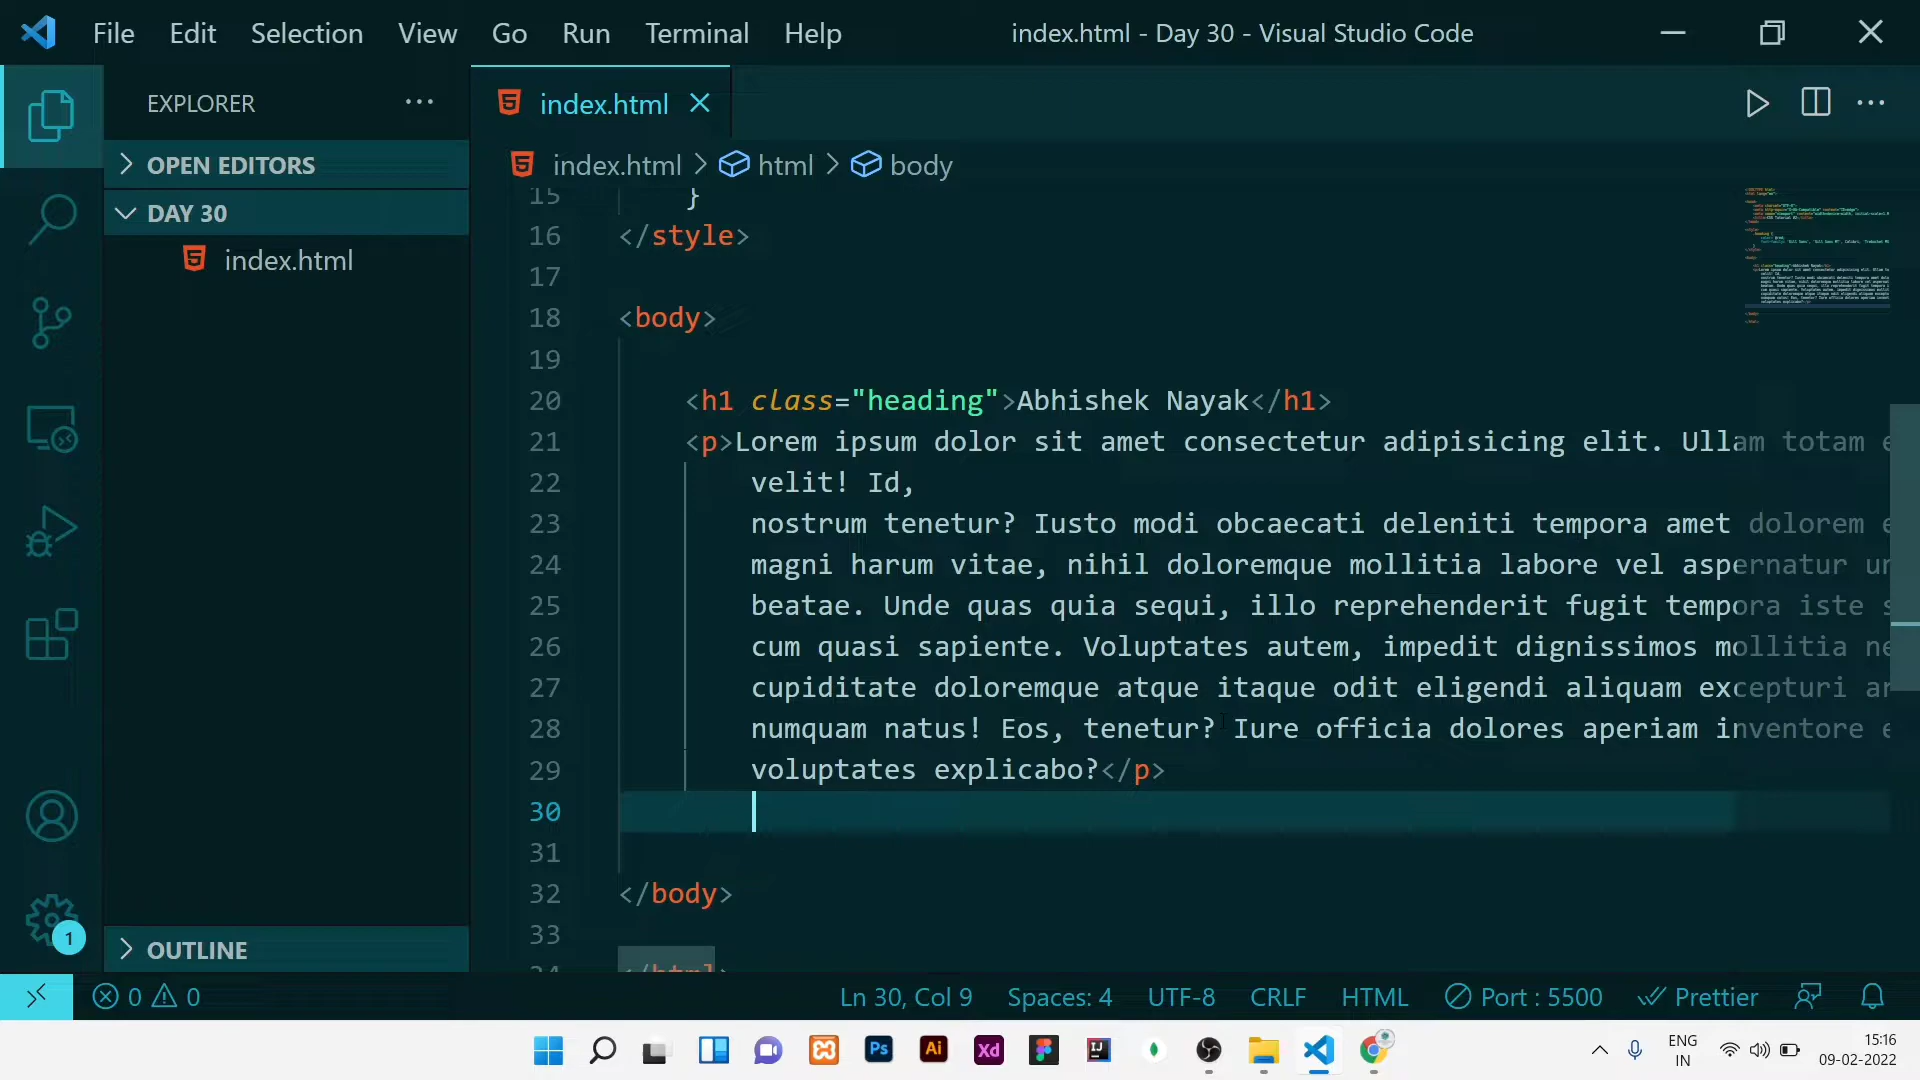 File Edit Selection View Go Run Terminal Help index.html - Day 30 - Visual Studio Code
EXPLORER
index.html
OPEN EDITORS
index.html > html > body
DAY 30
index.html
15 }
16 </style>
17
18 <body>
19
20 <h1 class="heading">Abhishek Nayak</h1>
21 <p>Lorem ipsum dolor sit amet consectetur adipisicing elit. Ullam totam
22 velit! Id,
23 nostrum tenetur? Iusto modi obcaecati deleniti tempora amet dolorem
24 magni harum vitae, nihil doloremque mollitia labore vel aspernatur
25 beatae. Unde quas quia sequi, illo reprehenderit fugit tempora iste
26 cum quasi sapiente. Voluptates autem, impedit dignissimos mollitia
27 cupiditate doloremque atque itaque odit eligendi aliquam excepturi
28 numquam natus! Eos, tenetur? Iure officia dolores aperiam inventore
29 voluptates explicabo?</p>
30
31
32 </body>
33
OUTLINE
1
0 0 Ln 30, Col 9 Spaces: 4 UTF-8 CRLF HTML Port : 5500 Prettier
Ps Ai Xd IJ
ENG
IN
15:16
09-02-2022